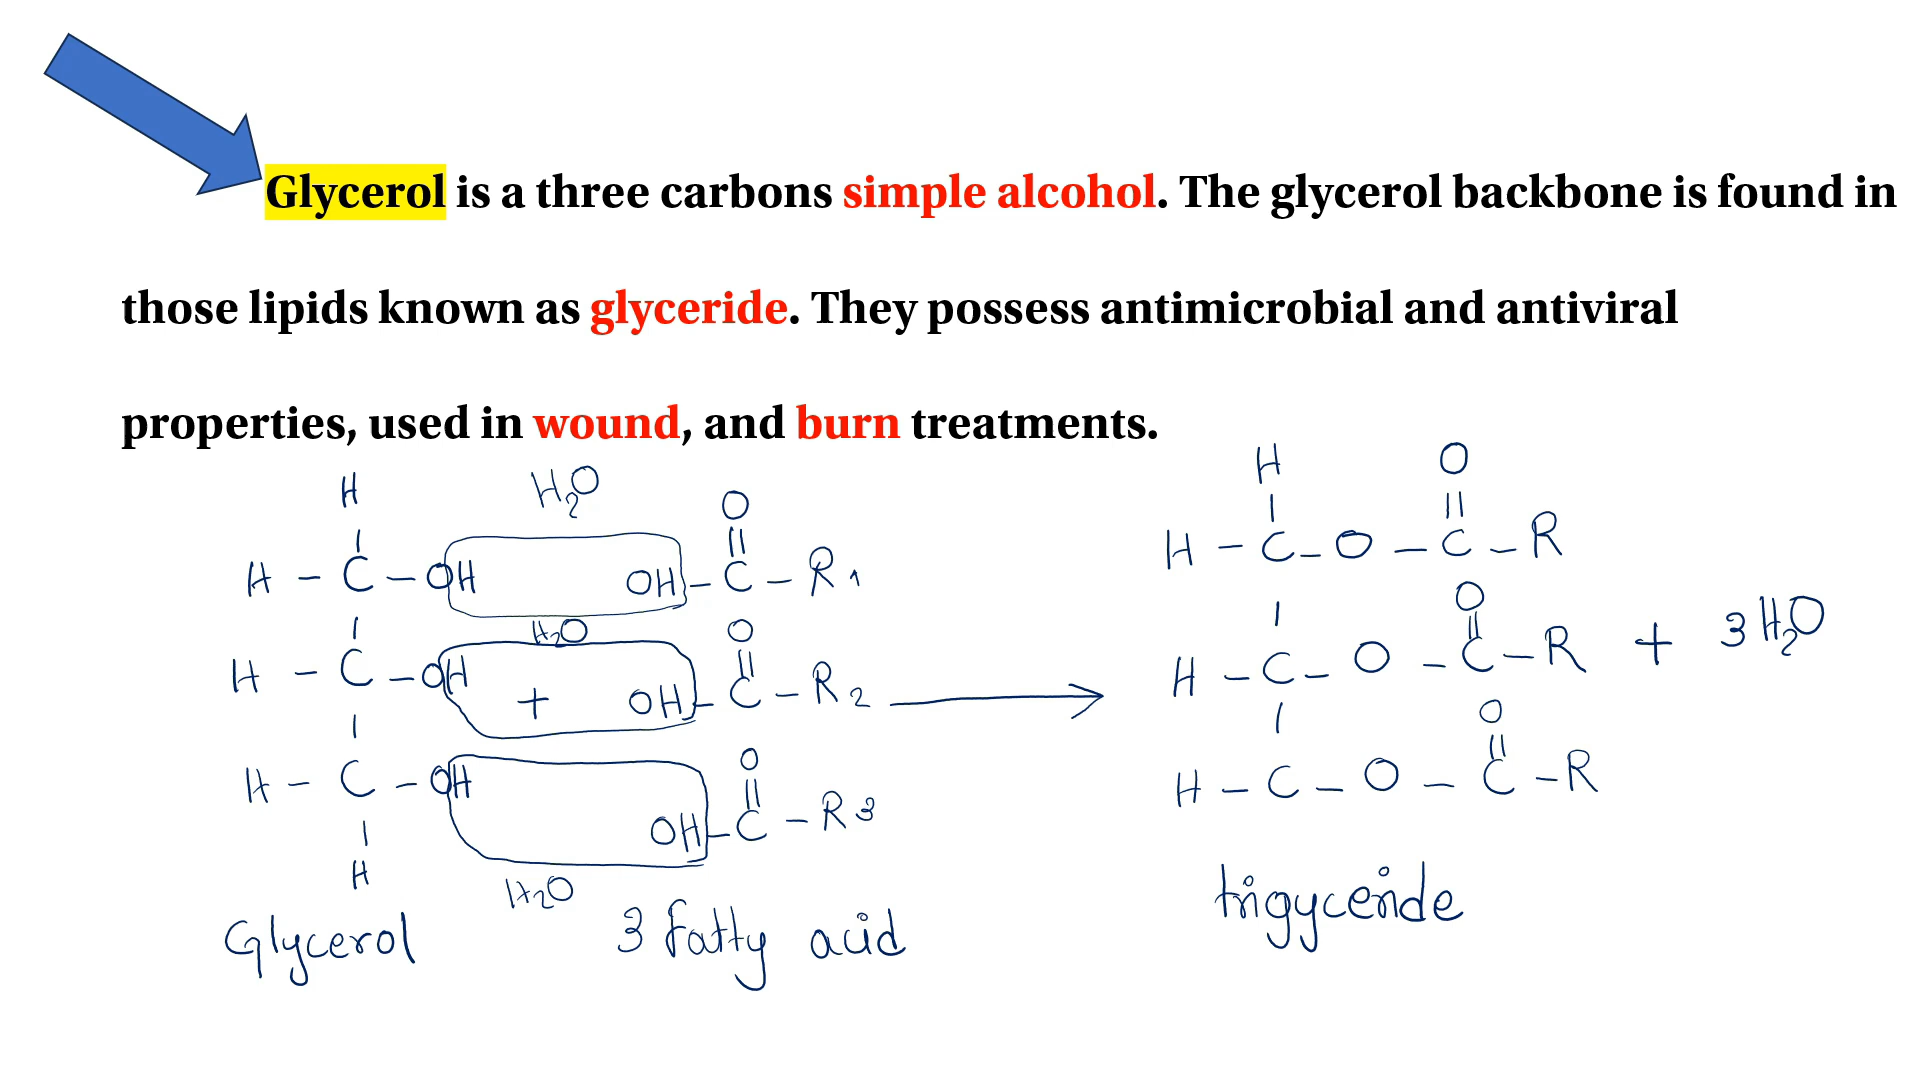 Glycerol is a three carbons simple alcohol. The glycerol backbone is found in
those lipids known as glyceride. They possess antimicrobial and antiviral
properties, used in wound, and burn treatments.
H H₂O O
H - C - OH OH - C - R1
H₂O O
H - C - OH + OH - C - R2
O
H - C - OH OH - C - R3
H
H₂O
Glycerol 3 fatty acid
H O
H - C - O - C - R
O
H - C - O - C - R + 3H₂O
O
H - C - O - C - R
trigyceride